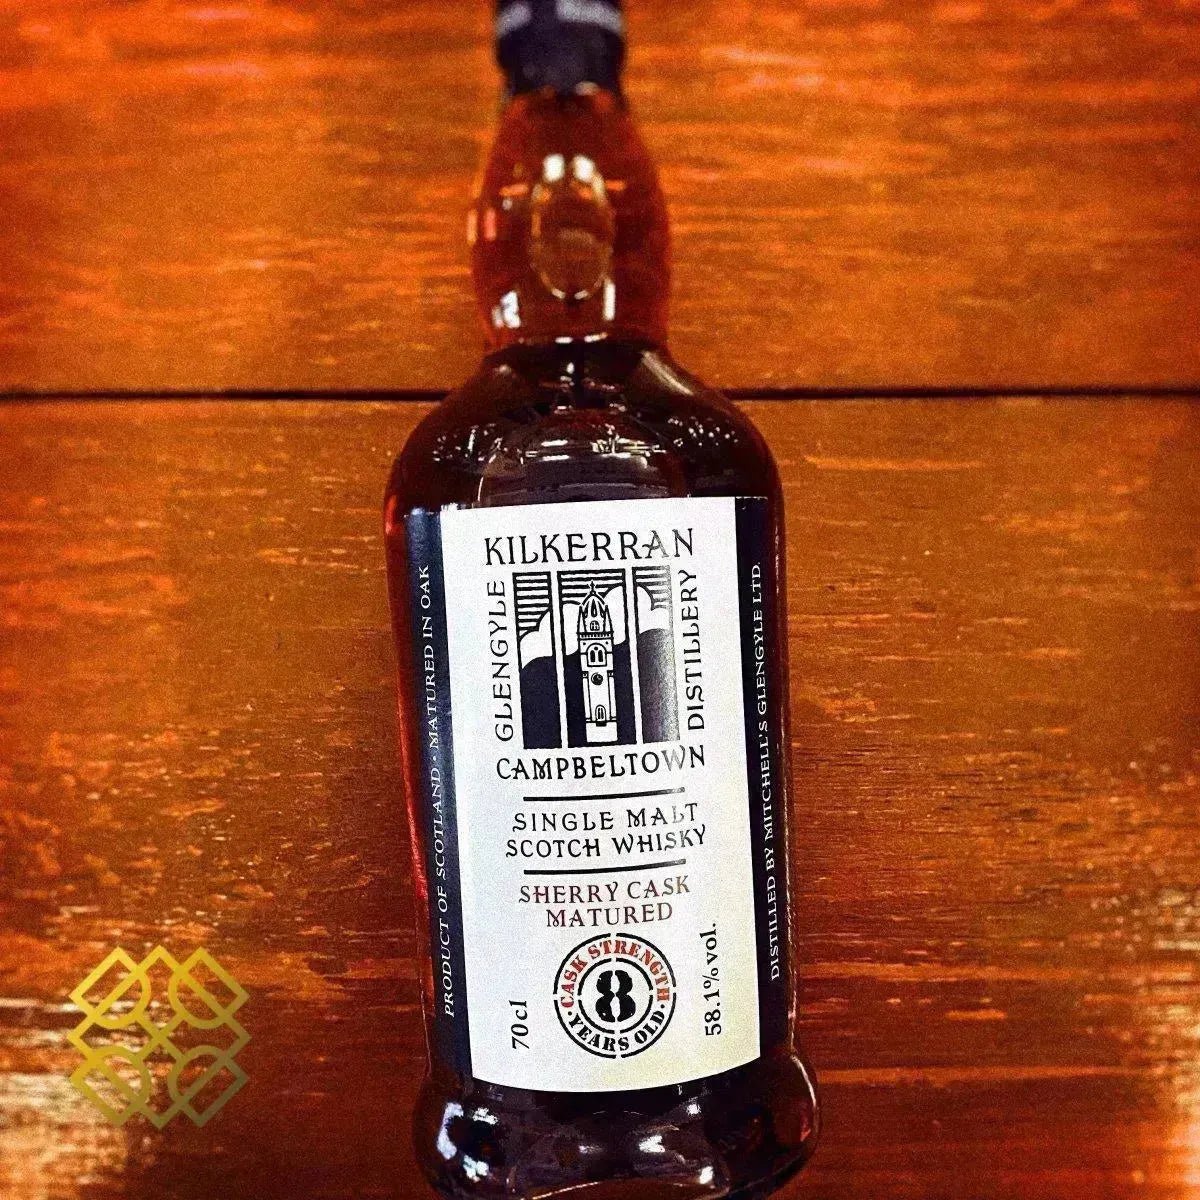 KILKERRAN
GLENGYLE
DISTILLERY
CAMPBELTOWN
SINGLE MALT
SCOTCH WHISKY
SHERRY CASK
MATURED
CASK STRENGTH
8
YEARS OLD
70cl
58.1% vol.
PRODUCT OF SCOTLAND · MATURED IN OAK
DISTILLED BY MITCHELL'S GLENGYLE LTD.